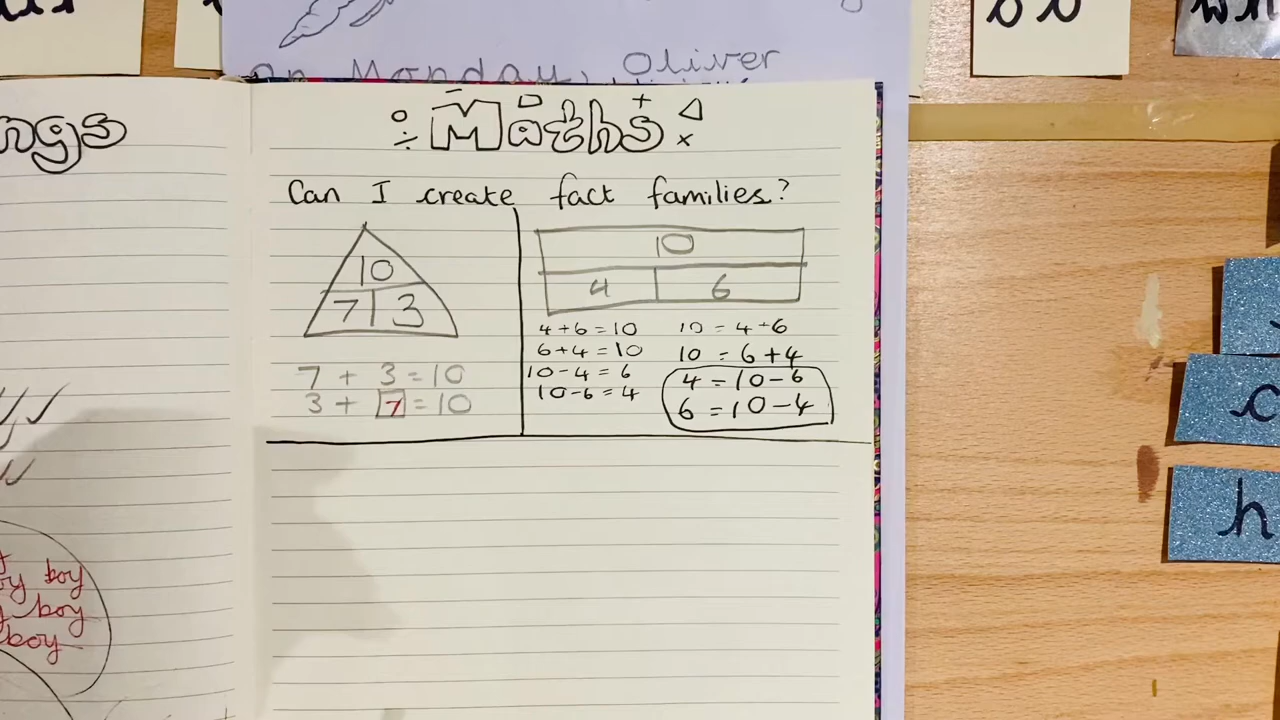 On Monday, Oliver
ngs
÷ Maths + ×
Can I create fact families?
10
7 3
7 + 3 = 10
3 + 7 = 10
10
4 6
4+6=10
6+4=10
10-4=6
10-6=4
10=4+6
10=6+4
4=10-6
6=10-4
boy
boy
boy
c
h